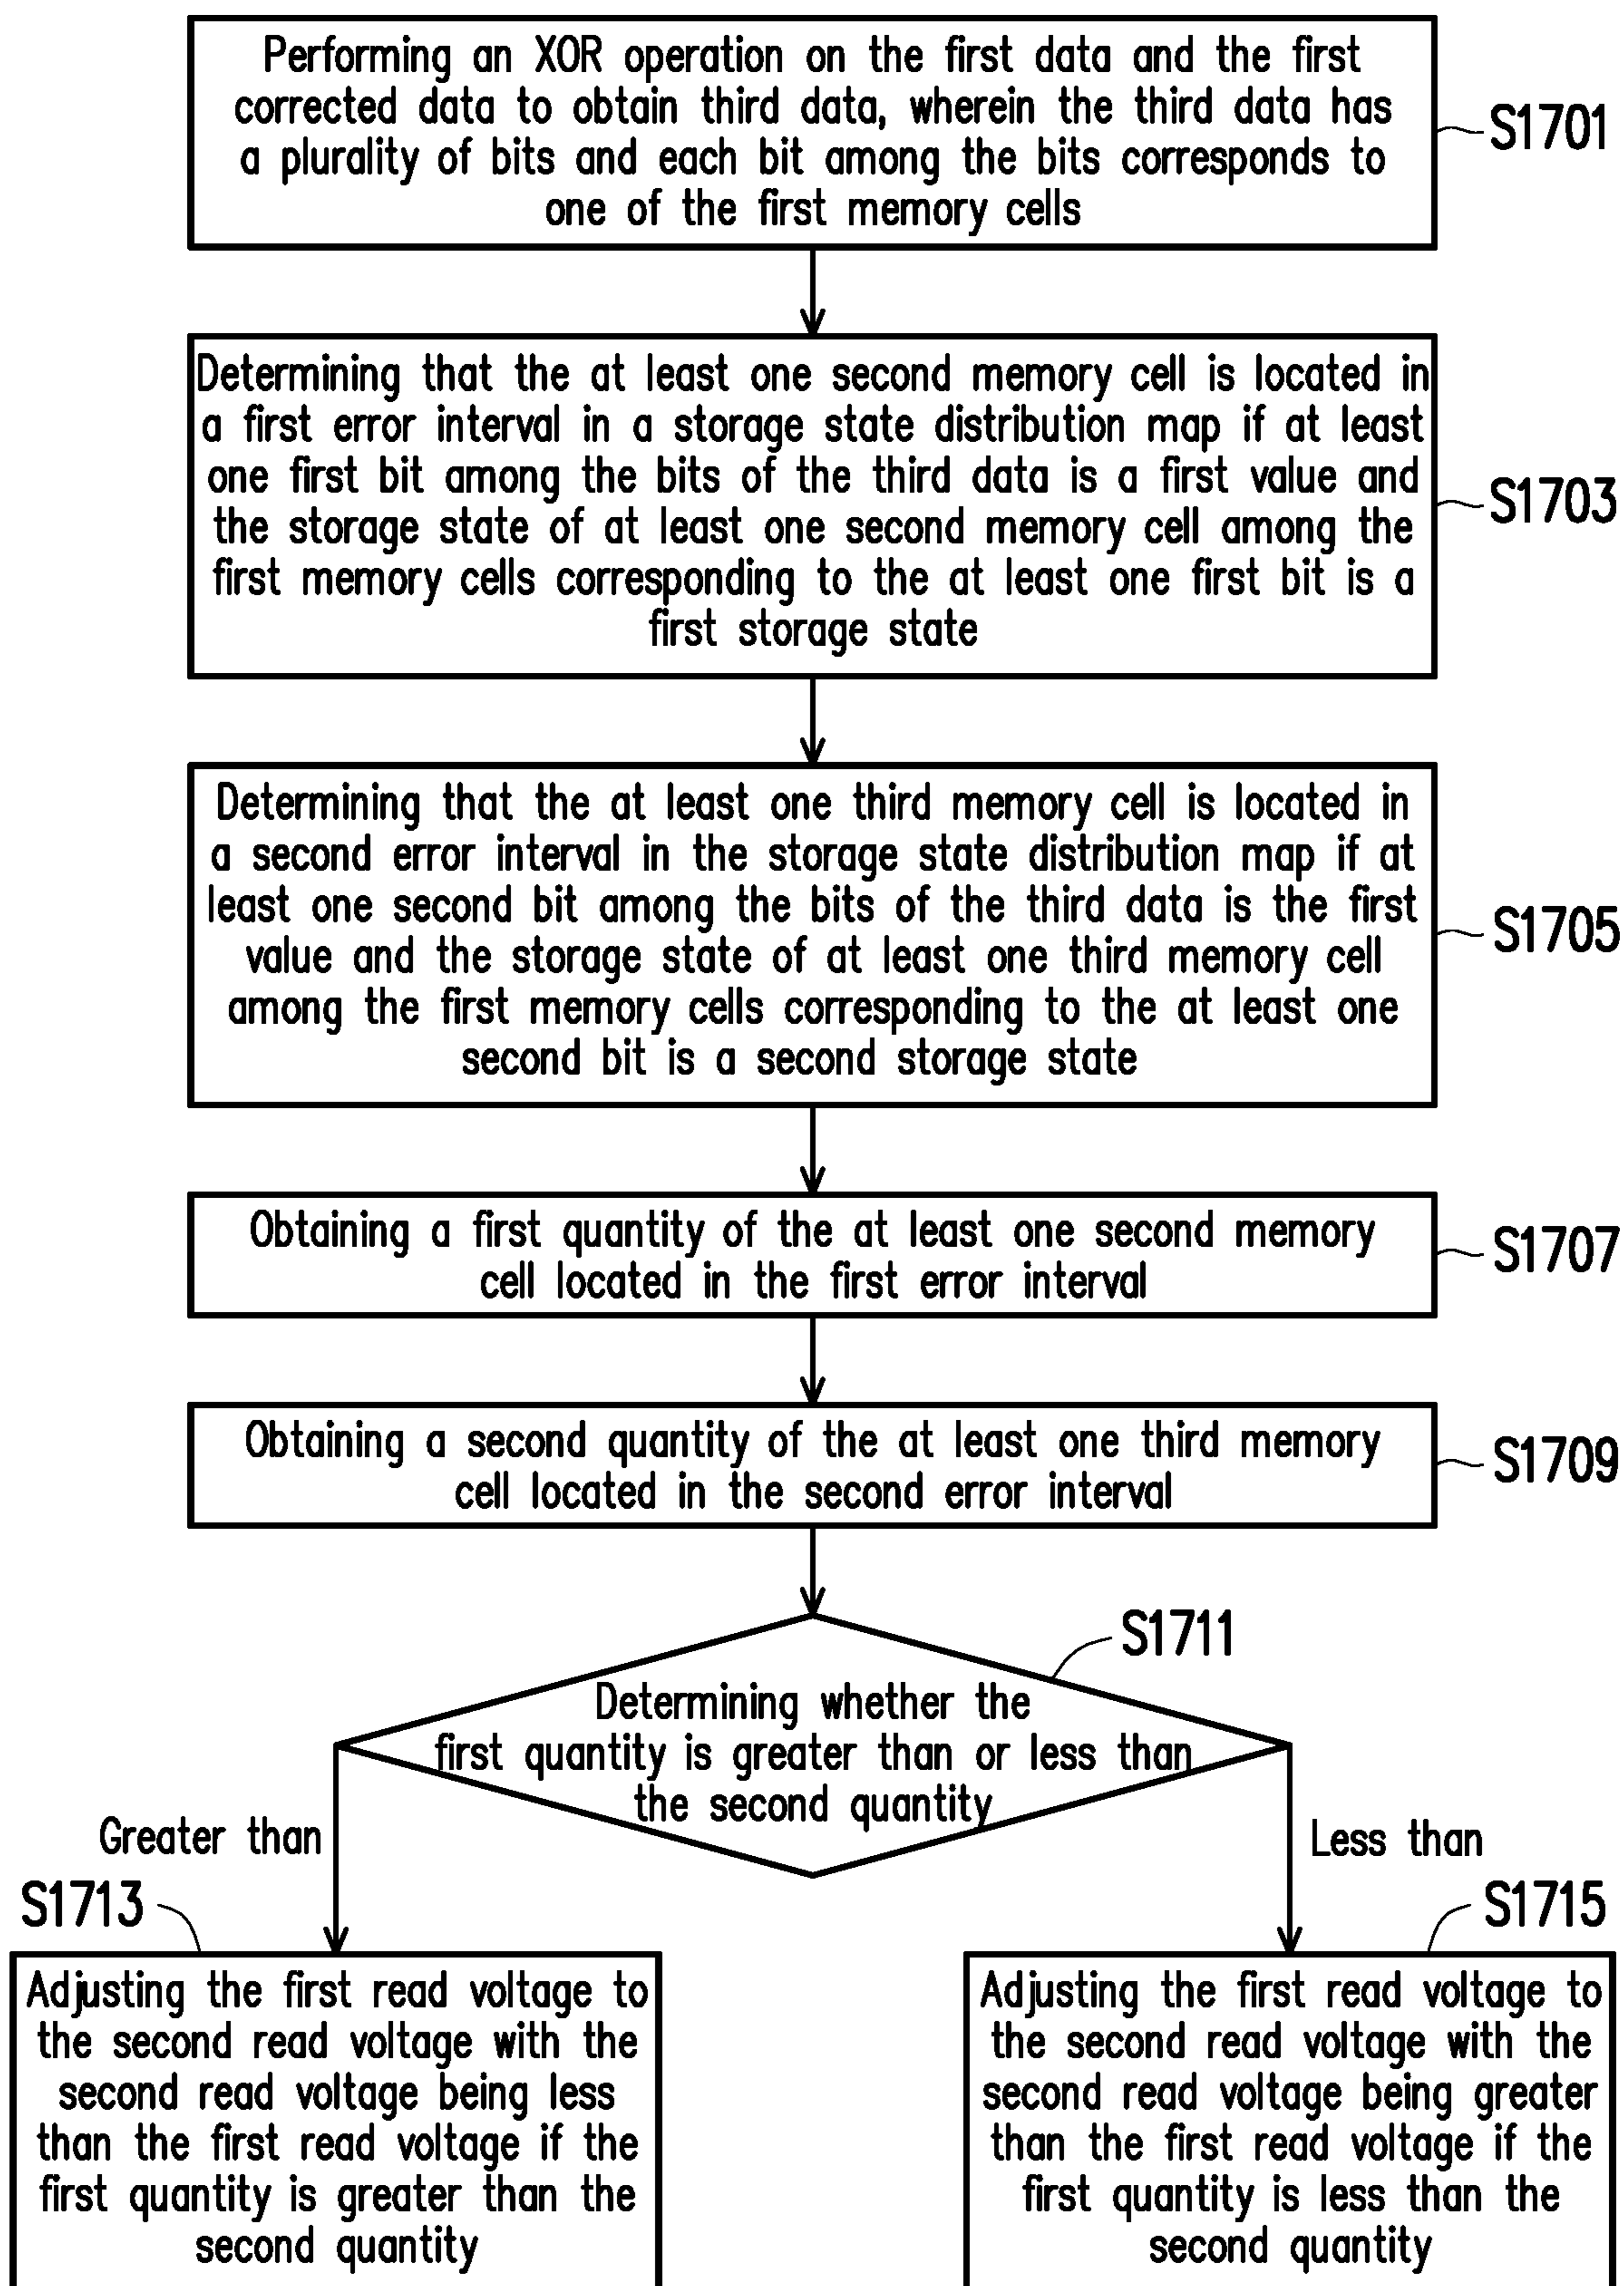 Performing an XOR operation on the first data and the first
corrected data to obtain third data, wherein the third data has
a plurality of bits and each bit among the bits corresponds to
one of the first memory cells
S1701
Determining that the at least one second memory cell is located in
a first error interval in a storage state distribution map if at least
one first bit among the bits of the third data is a first value and
the storage state of at least one second memory cell among the
first memory cells corresponding to the at least one first bit is a
first storage state
S1703
Determining that the at least one third memory cell is located in
a second error interval in the storage state distribution map if at
least one second bit among the bits of the third data is the first
value and the storage state of at least one third memory cell
among the first memory cells corresponding to the at least one
second bit is a second storage state
S1705
Obtaining a first quantity of the at least one second memory
cell located in the first error interval
S1707
Obtaining a second quantity of the at least one third memory
cell located in the second error interval
S1709
S1711
Determining whether the
first quantity is greater than or less than
the second quantity
Greater than
Less than
S1713
Adjusting the first read voltage to
the second read voltage with the
second read voltage being less
than the first read voltage if the
first quantity is greater than the
second quantity
S1715
Adjusting the first read voltage to
the second read voltage with the
second read voltage being greater
than the first read voltage if the
first quantity is less than the
second quantity